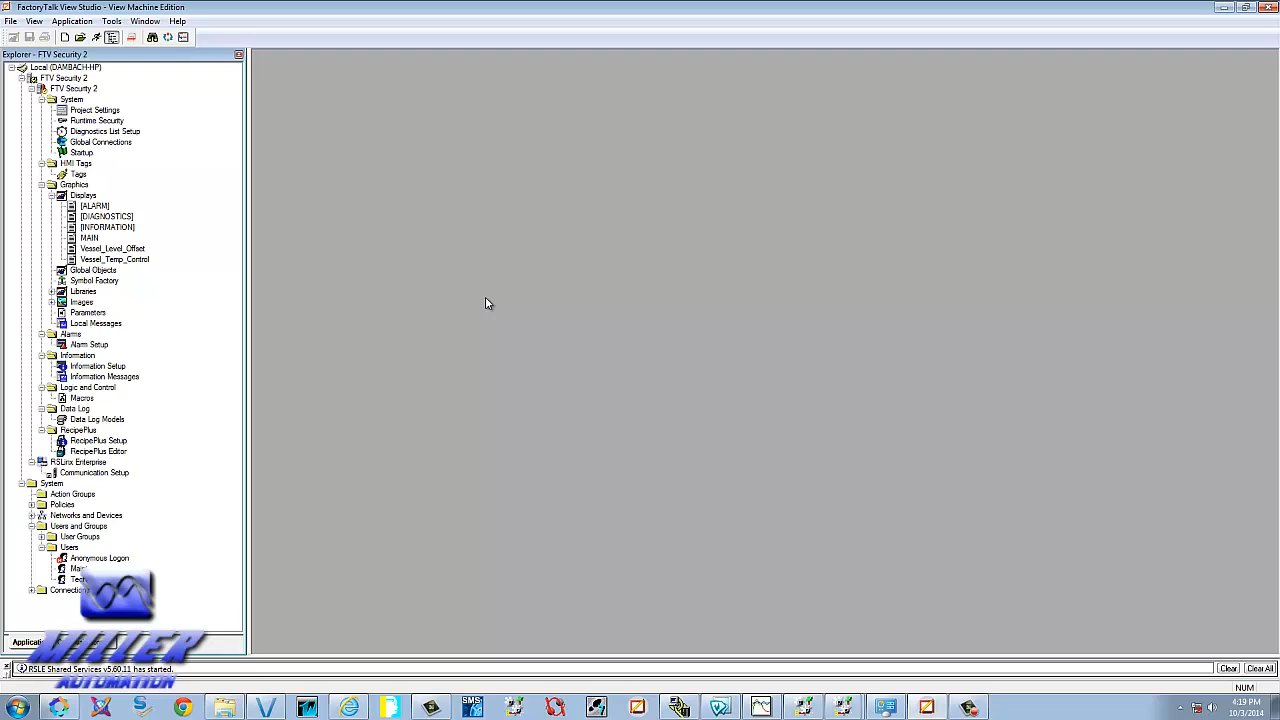 FactoryTalk View Studio - View Machine Edition
File View Application Tools Window Help
Explorer - FTV Security 2
Local (DAMBACH-HP)
FTV Security 2
FTV Security 2
System
Project Settings
Runtime Security
Diagnostics List Setup
Global Connections
Startup
HMI Tags
Tags
Graphics
Displays
[ALARM]
[DIAGNOSTICS]
[INFORMATION]
MAIN
Vessel_Level_Offset
Vessel_Temp_Control
Global Objects
Symbol Factory
Libraries
Images
Parameters
Local Messages
Alarms
Alarm Setup
Information
Information Setup
Information Messages
Logic and Control
Macros
Data Log
Data Log Models
RecipePlus
RecipePlus Setup
RecipePlus Editor
RSLinx Enterprise
Communication Setup
System
Action Groups
Policies
Networks and Devices
Users and Groups
User Groups
Users
Anonymous Logon
MILLER
AUTOMATION
RSLE Shared Services v5.60.11 has started.
Clear Clear All
NUM
SMS
4:19 PM
10/3/2014